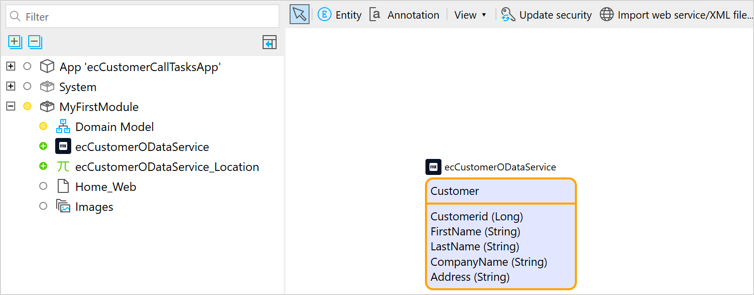 Filter
Entity
Annotation
View
Update security
Import web service/XML file...
App 'ecCustomerCallTasksApp'
System
MyFirstModule
Domain Model
ecCustomerODataService
ecCustomerODataService_Location
Home_Web
Images
ecCustomerODataService
Customer
Customerid (Long)
FirstName (String)
LastName (String)
CompanyName (String)
Address (String)